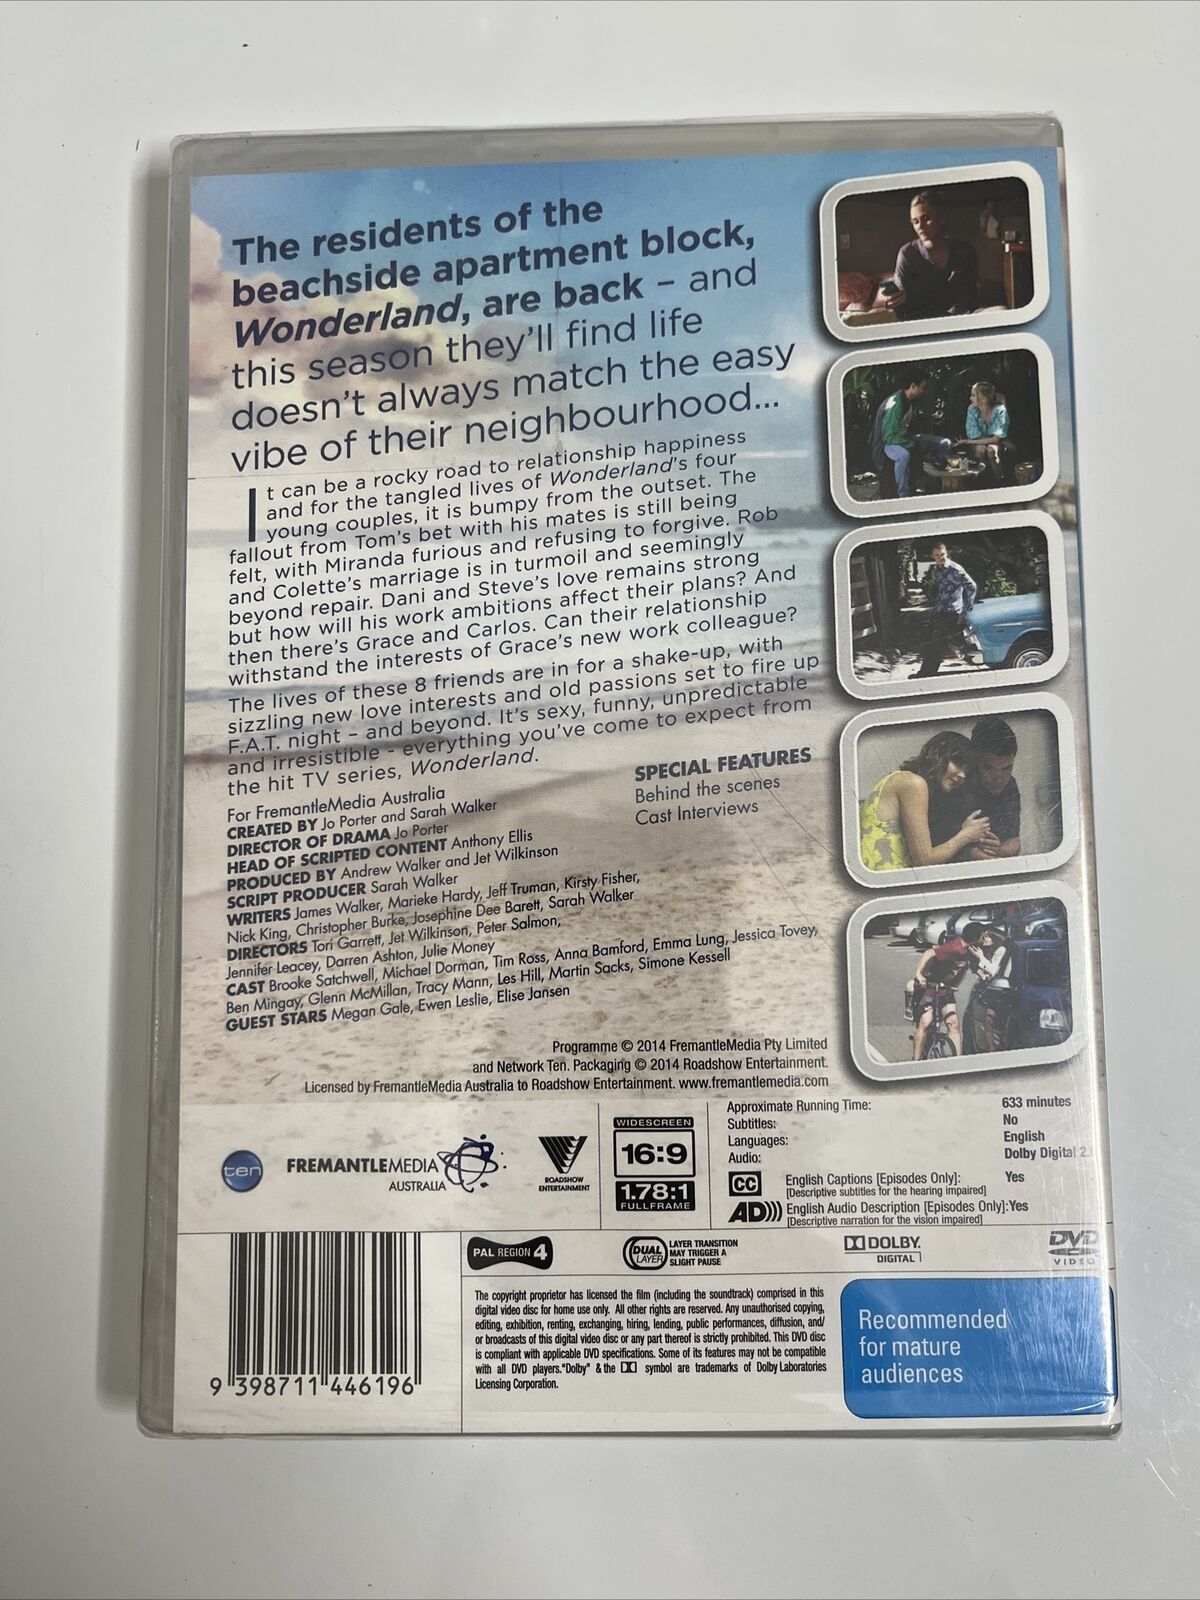 The residents of the
beachside apartment block,
Wonderland, are back – and
this season they'll find life
doesn't always match the easy
vibe of their neighbourhood...
It can be a rocky road to relationship happiness
and for the tangled lives of Wonderland's four
young couples, it is bumpy from the outset. The
fallout from Tom's bet with his mates is still being
felt, with Miranda furious and refusing to forgive. Rob
and Colette's marriage is in turmoil and seemingly
beyond repair. Dani and Steve's love remains strong
but how will his work ambitions affect their plans? And
then there's Grace and Carlos. Can their relationship
withstand the interests of Grace's new work colleague?
The lives of these 8 friends are in for a shake-up, with
sizzling new love interests and old passions set to fire up
F.A.T. night – and beyond. It's sexy, funny, unpredictable
and irresistible - everything you've come to expect from
the hit TV series, Wonderland.
SPECIAL FEATURES
Behind the scenes
Cast Interviews
For FremantleMedia Australia
CREATED BY Jo Porter and Sarah Walker
DIRECTOR OF DRAMA Jo Porter
HEAD OF SCRIPTED CONTENT Anthony Ellis
PRODUCED BY Andrew Walker and Jet Wilkinson
SCRIPT PRODUCER Sarah Walker
WRITERS James Walker, Marieke Hardy, Jeff Truman, Kirsty Fisher,
Nick King, Christopher Burke, Josephine Dee Barett, Sarah Walker
DIRECTORS Tori Garrett, Jet Wilkinson, Peter Salmon,
Jennifer Leacey, Darren Ashton, Julie Money
CAST Brooke Satchwell, Michael Dorman, Tim Ross, Anna Bamford, Emma Lung, Jessica Tovey,
Ben Mingay, Glenn McMillan, Tracy Mann, Les Hill, Martin Sacks, Simone Kessell
GUEST STARS Megan Gale, Ewen Leslie, Elise Jansen
Programme © 2014 FremantleMedia Pty Limited
and Network Ten. Packaging © 2014 Roadshow Entertainment.
Licensed by FremantleMedia Australia to Roadshow Entertainment. www.fremantlemedia.com
ten
FREMANTLEMEDIA
AUSTRALIA
ROADSHOW
ENTERTAINMENT
WIDESCREEN
16:9
1.78:1
FULLFRAME
Approximate Running Time: 633 minutes
Subtitles: No
Languages: English
Audio: Dolby Digital 2.
CC English Captions [Episodes Only]: Yes
[Descriptive subtitles for the hearing impaired]
AD))) English Audio Description [Episodes Only]: Yes
[Descriptive narration for the vision impaired]
PAL REGION 4
DUAL LAYER
LAYER TRANSITION
MAY TRIGGER A
SLIGHT PAUSE
DOLBY
DIGITAL
DVD
VIDEO
The copyright proprietor has licensed the film (including the soundtrack) comprised in this
digital video disc for home use only. All other rights are reserved. Any unauthorised copying,
editing, exhibition, renting, exchanging, hiring, lending, public performances, diffusion, and/
or broadcasts of this digital video disc or any part thereof is strictly prohibited. This DVD disc
is compliant with applicable DVD specifications. Some of its features may not be compatible
with all DVD players. "Dolby" & the symbol are trademarks of Dolby Laboratories
Licensing Corporation.
Recommended
for mature
audiences
9 398711 446196